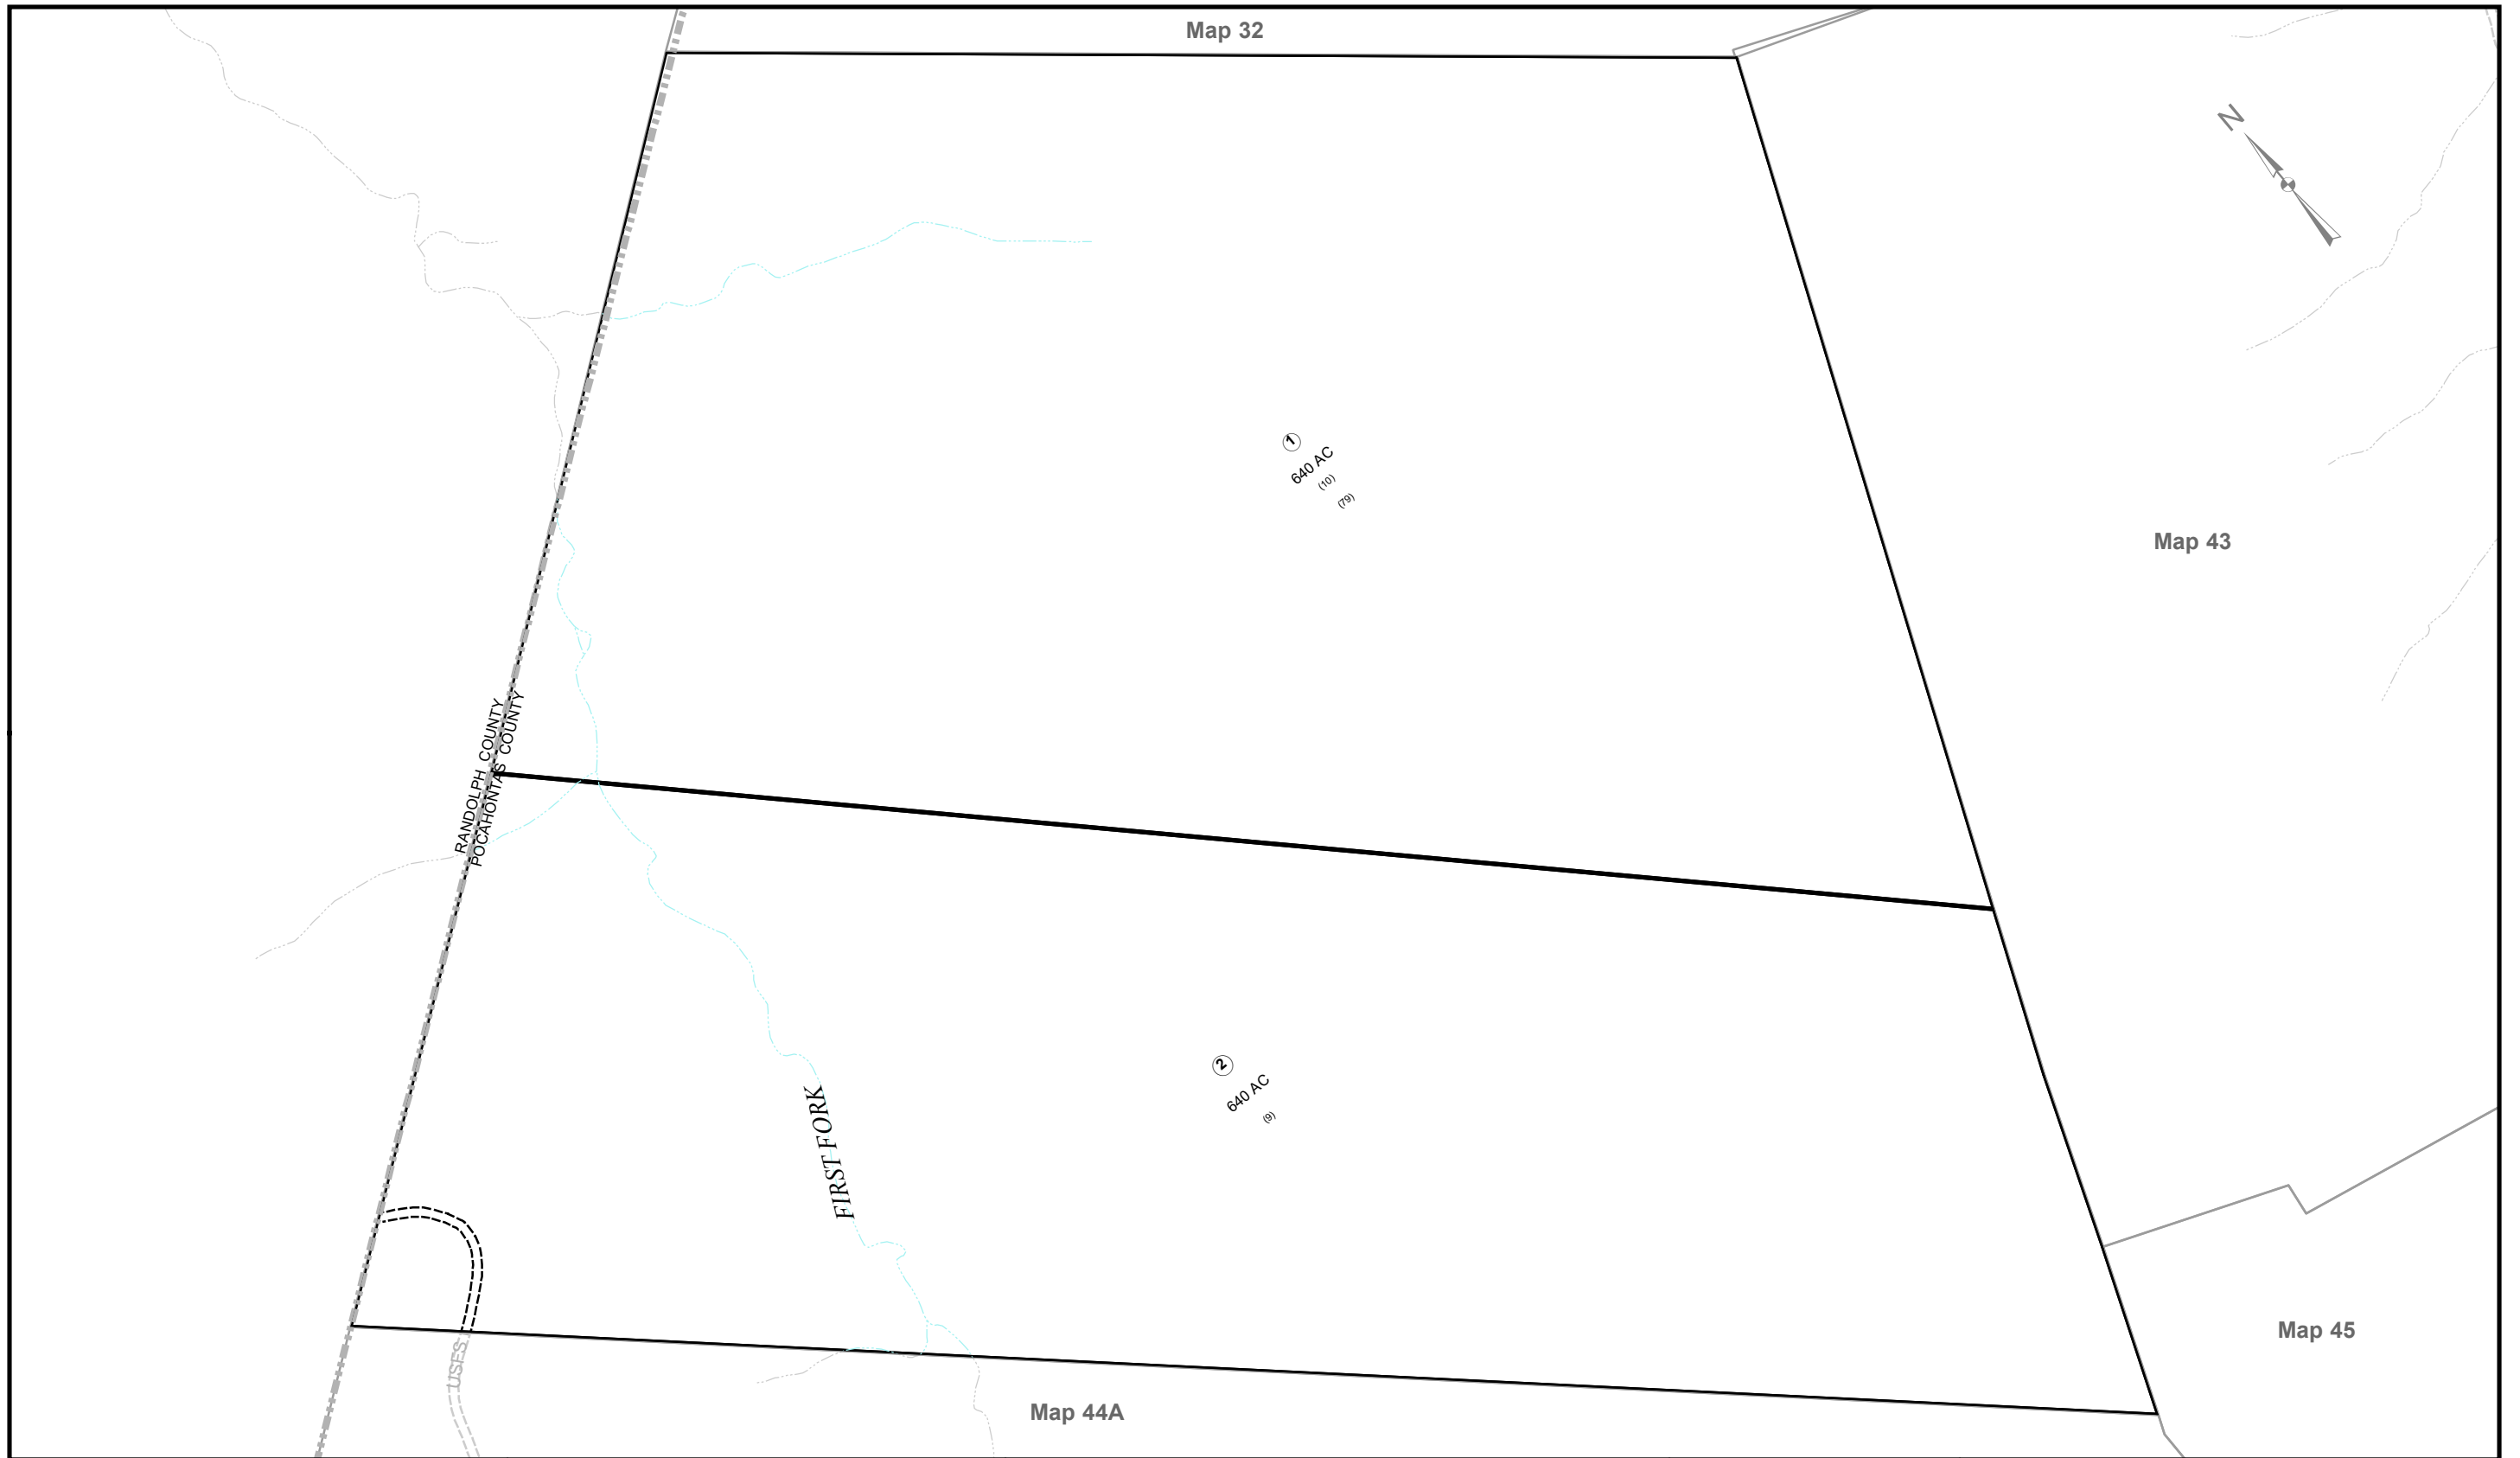 Map 32
N
1
640 AC
(10)
(79)
Map 43
RANDOLPH COUNTY
POCAHONTAS COUNTY
2
640 AC
(9)
FIRST FORK
Map 45
USFS
Map 44A